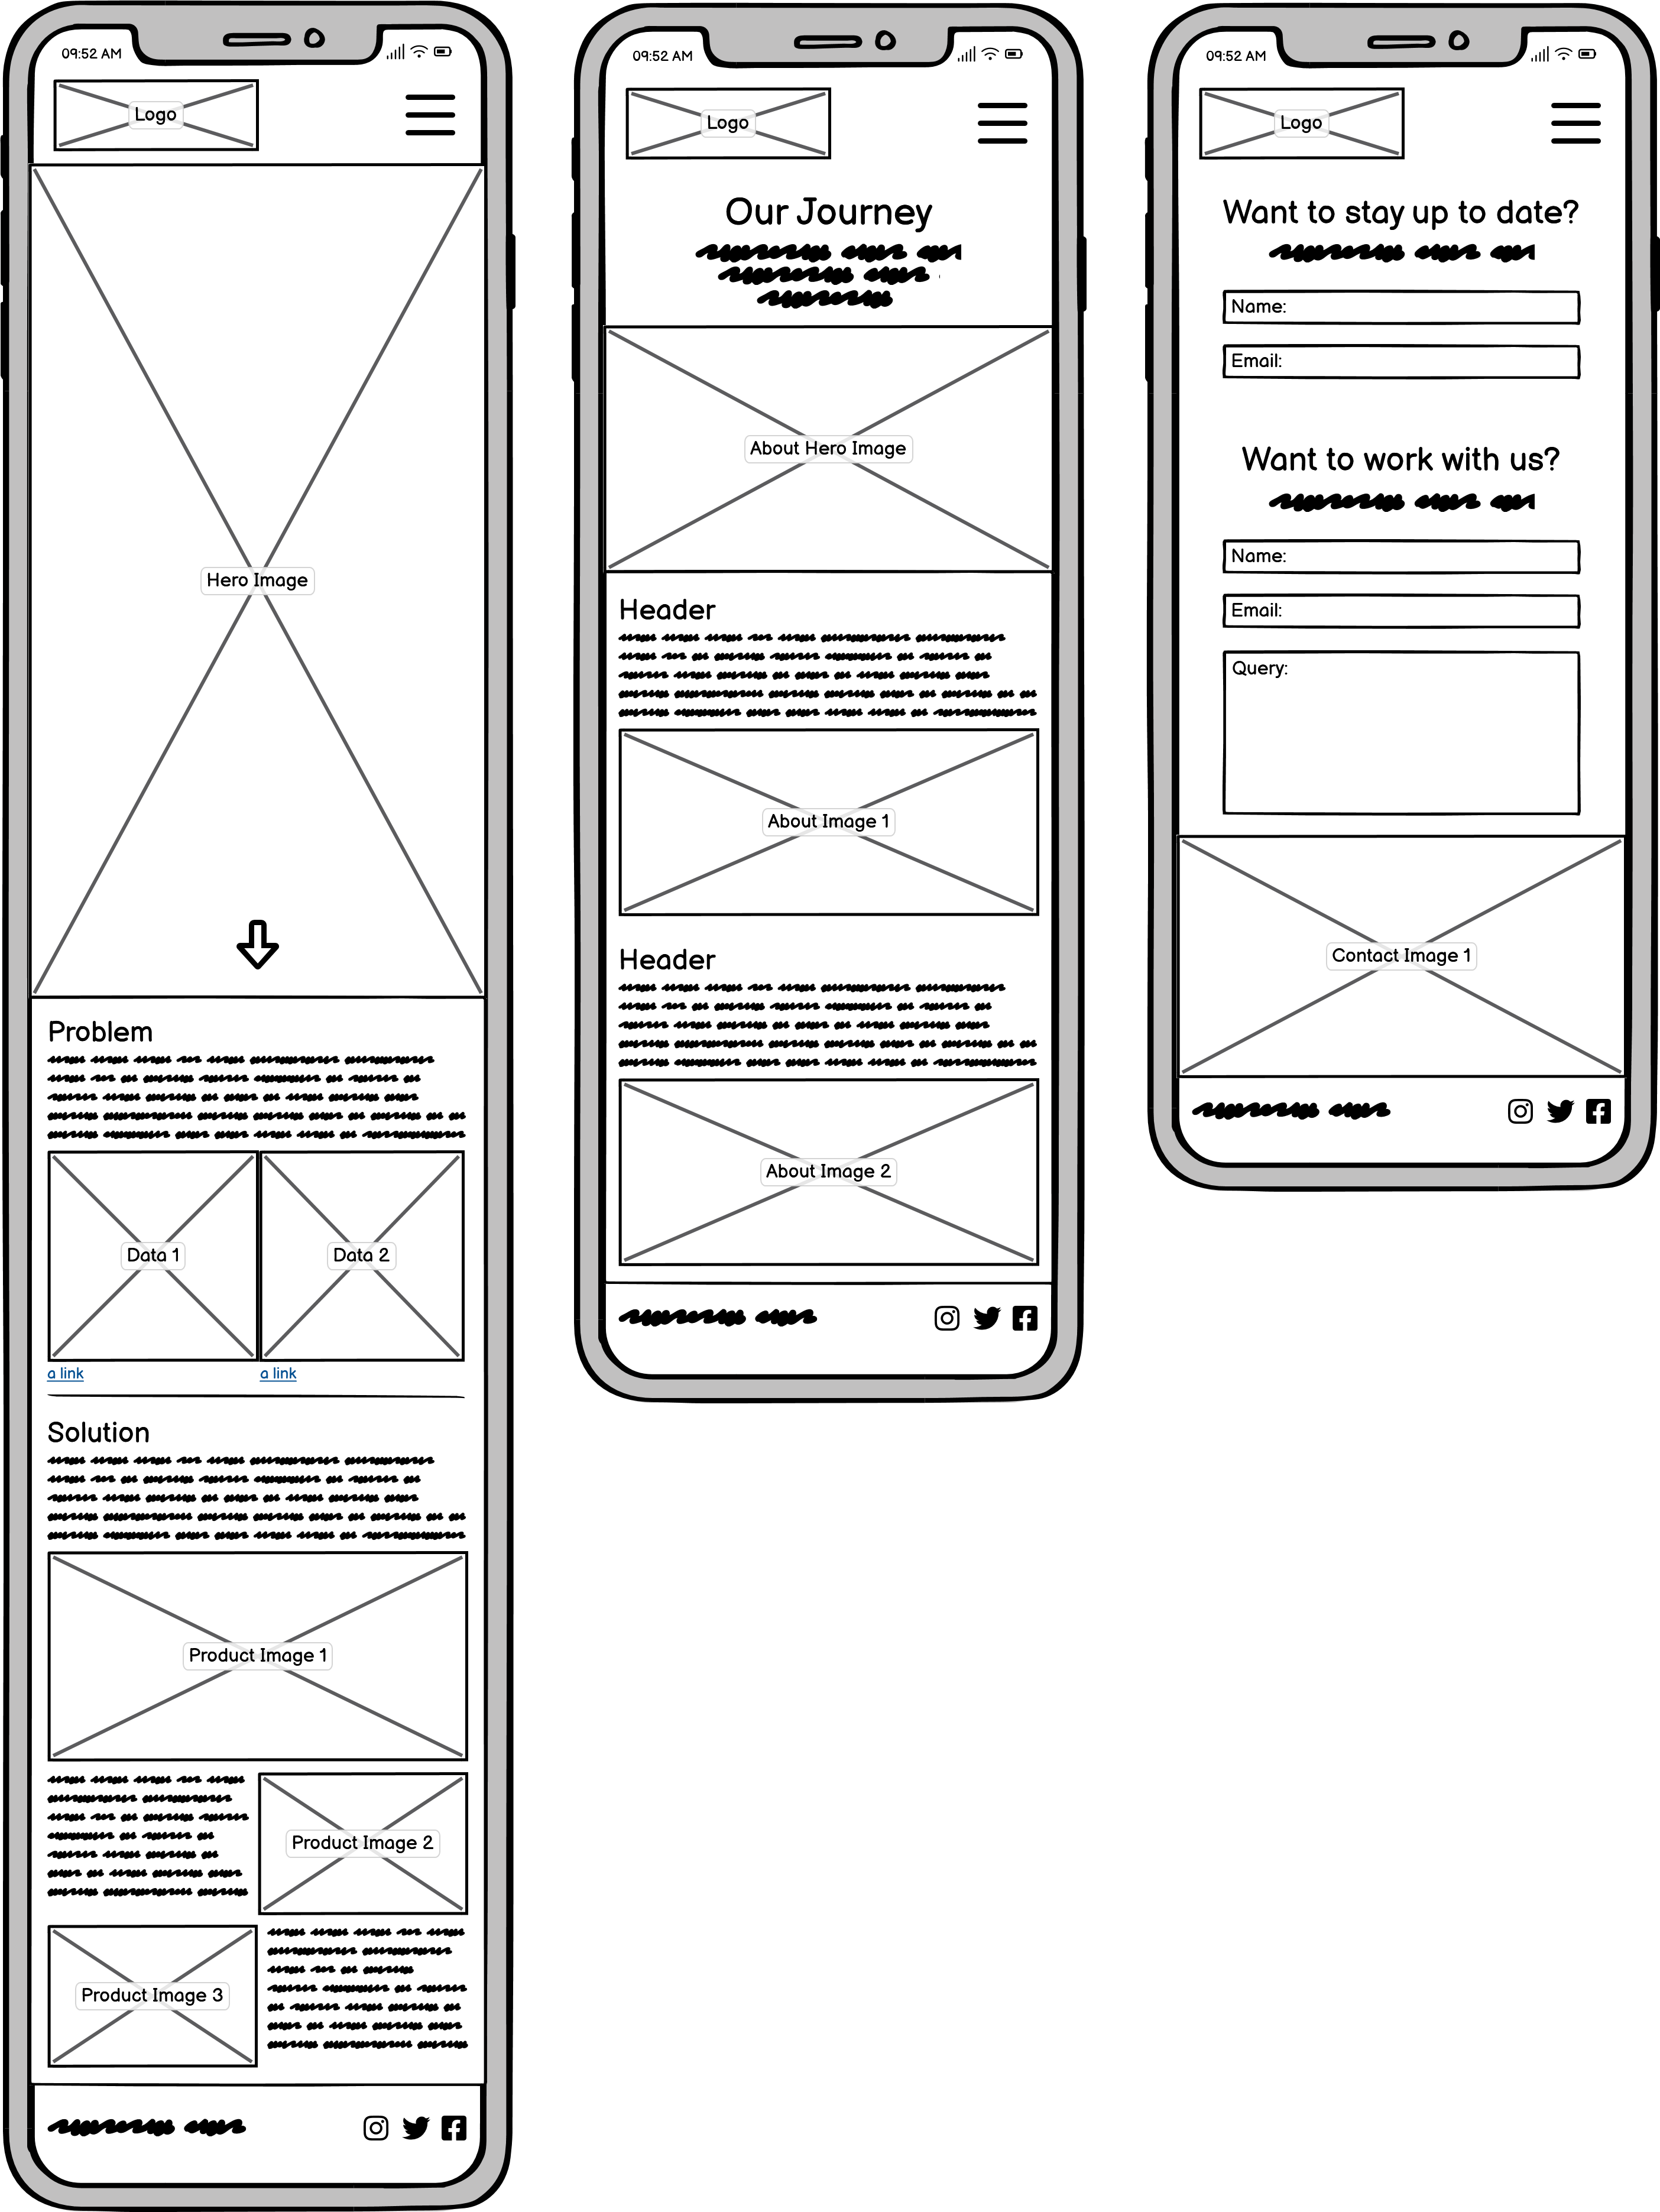 09:52 AM
Logo
Hero Image
Problem
Data 1
Data 2
a link
a link
Solution
Product Image 1
Product Image 2
Product Image 3
09:52 AM
Logo
Our Journey
About Hero Image
Header
About Image 1
Header
About Image 2
09:52 AM
Logo
Want to stay up to date?
Name:
Email:
Want to work with us?
Name:
Email:
Query:
Contact Image 1